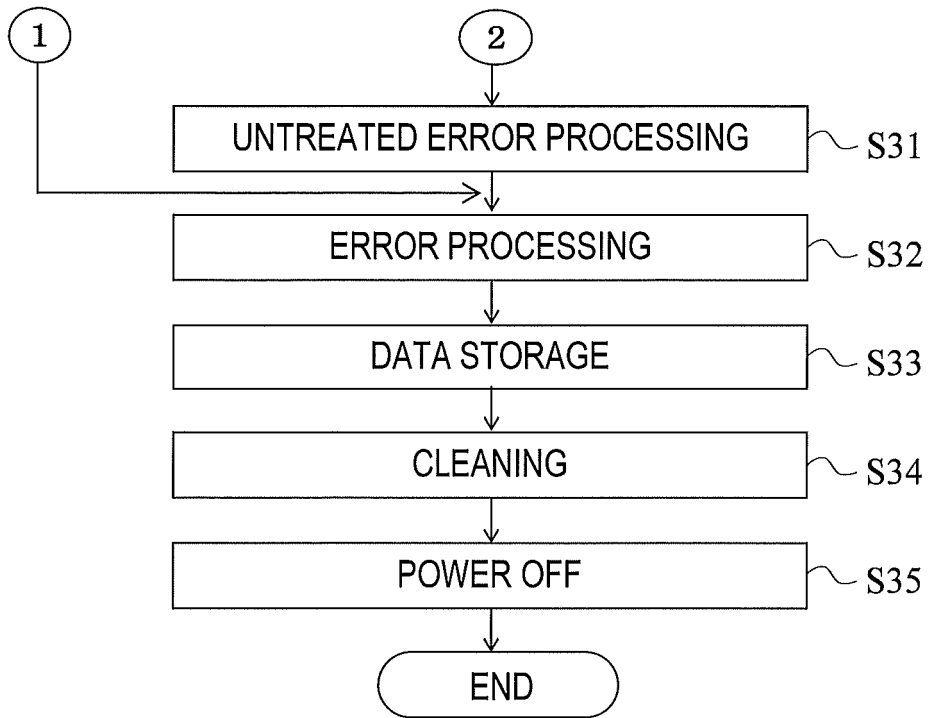 1
2
UNTREATED ERROR PROCESSING
S31
ERROR PROCESSING
S32
DATA STORAGE
S33
CLEANING
S34
POWER OFF
S35
END